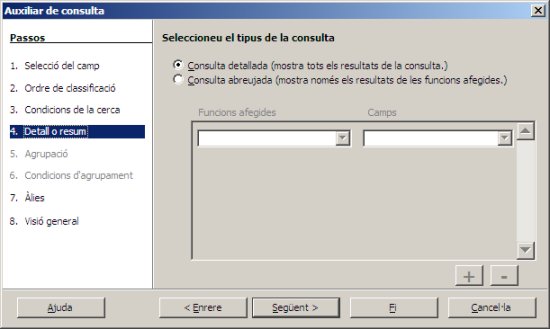 Auxiliar de consulta
Passos
1. Selecció del camp
2. Ordre de classificació
3. Condicions de la cerca
4. Detall o resum
5. Agrupació
6. Condicions d'agrupament
7. Àlies
8. Visió general
Seleccioneu el tipus de la consulta
Consulta detallada (mostra tots els resultats de la consulta.)
Consulta abreujada (mostra només els resultats de les funcions afegides.)
Funcions afegides Camps
+ -
Ajuda < Enrere Següent > Fi Cancel·la